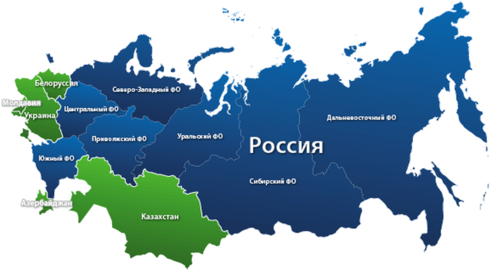 Белоруссия
Северо-Западный ФО
Молдавия
Центральный ФО
Украина
Дальневосточный ФО
Приволжский ФО
Уральский ФО
Россия
Южный ФО
Сибирский ФО
Азербайджан
Казахстан